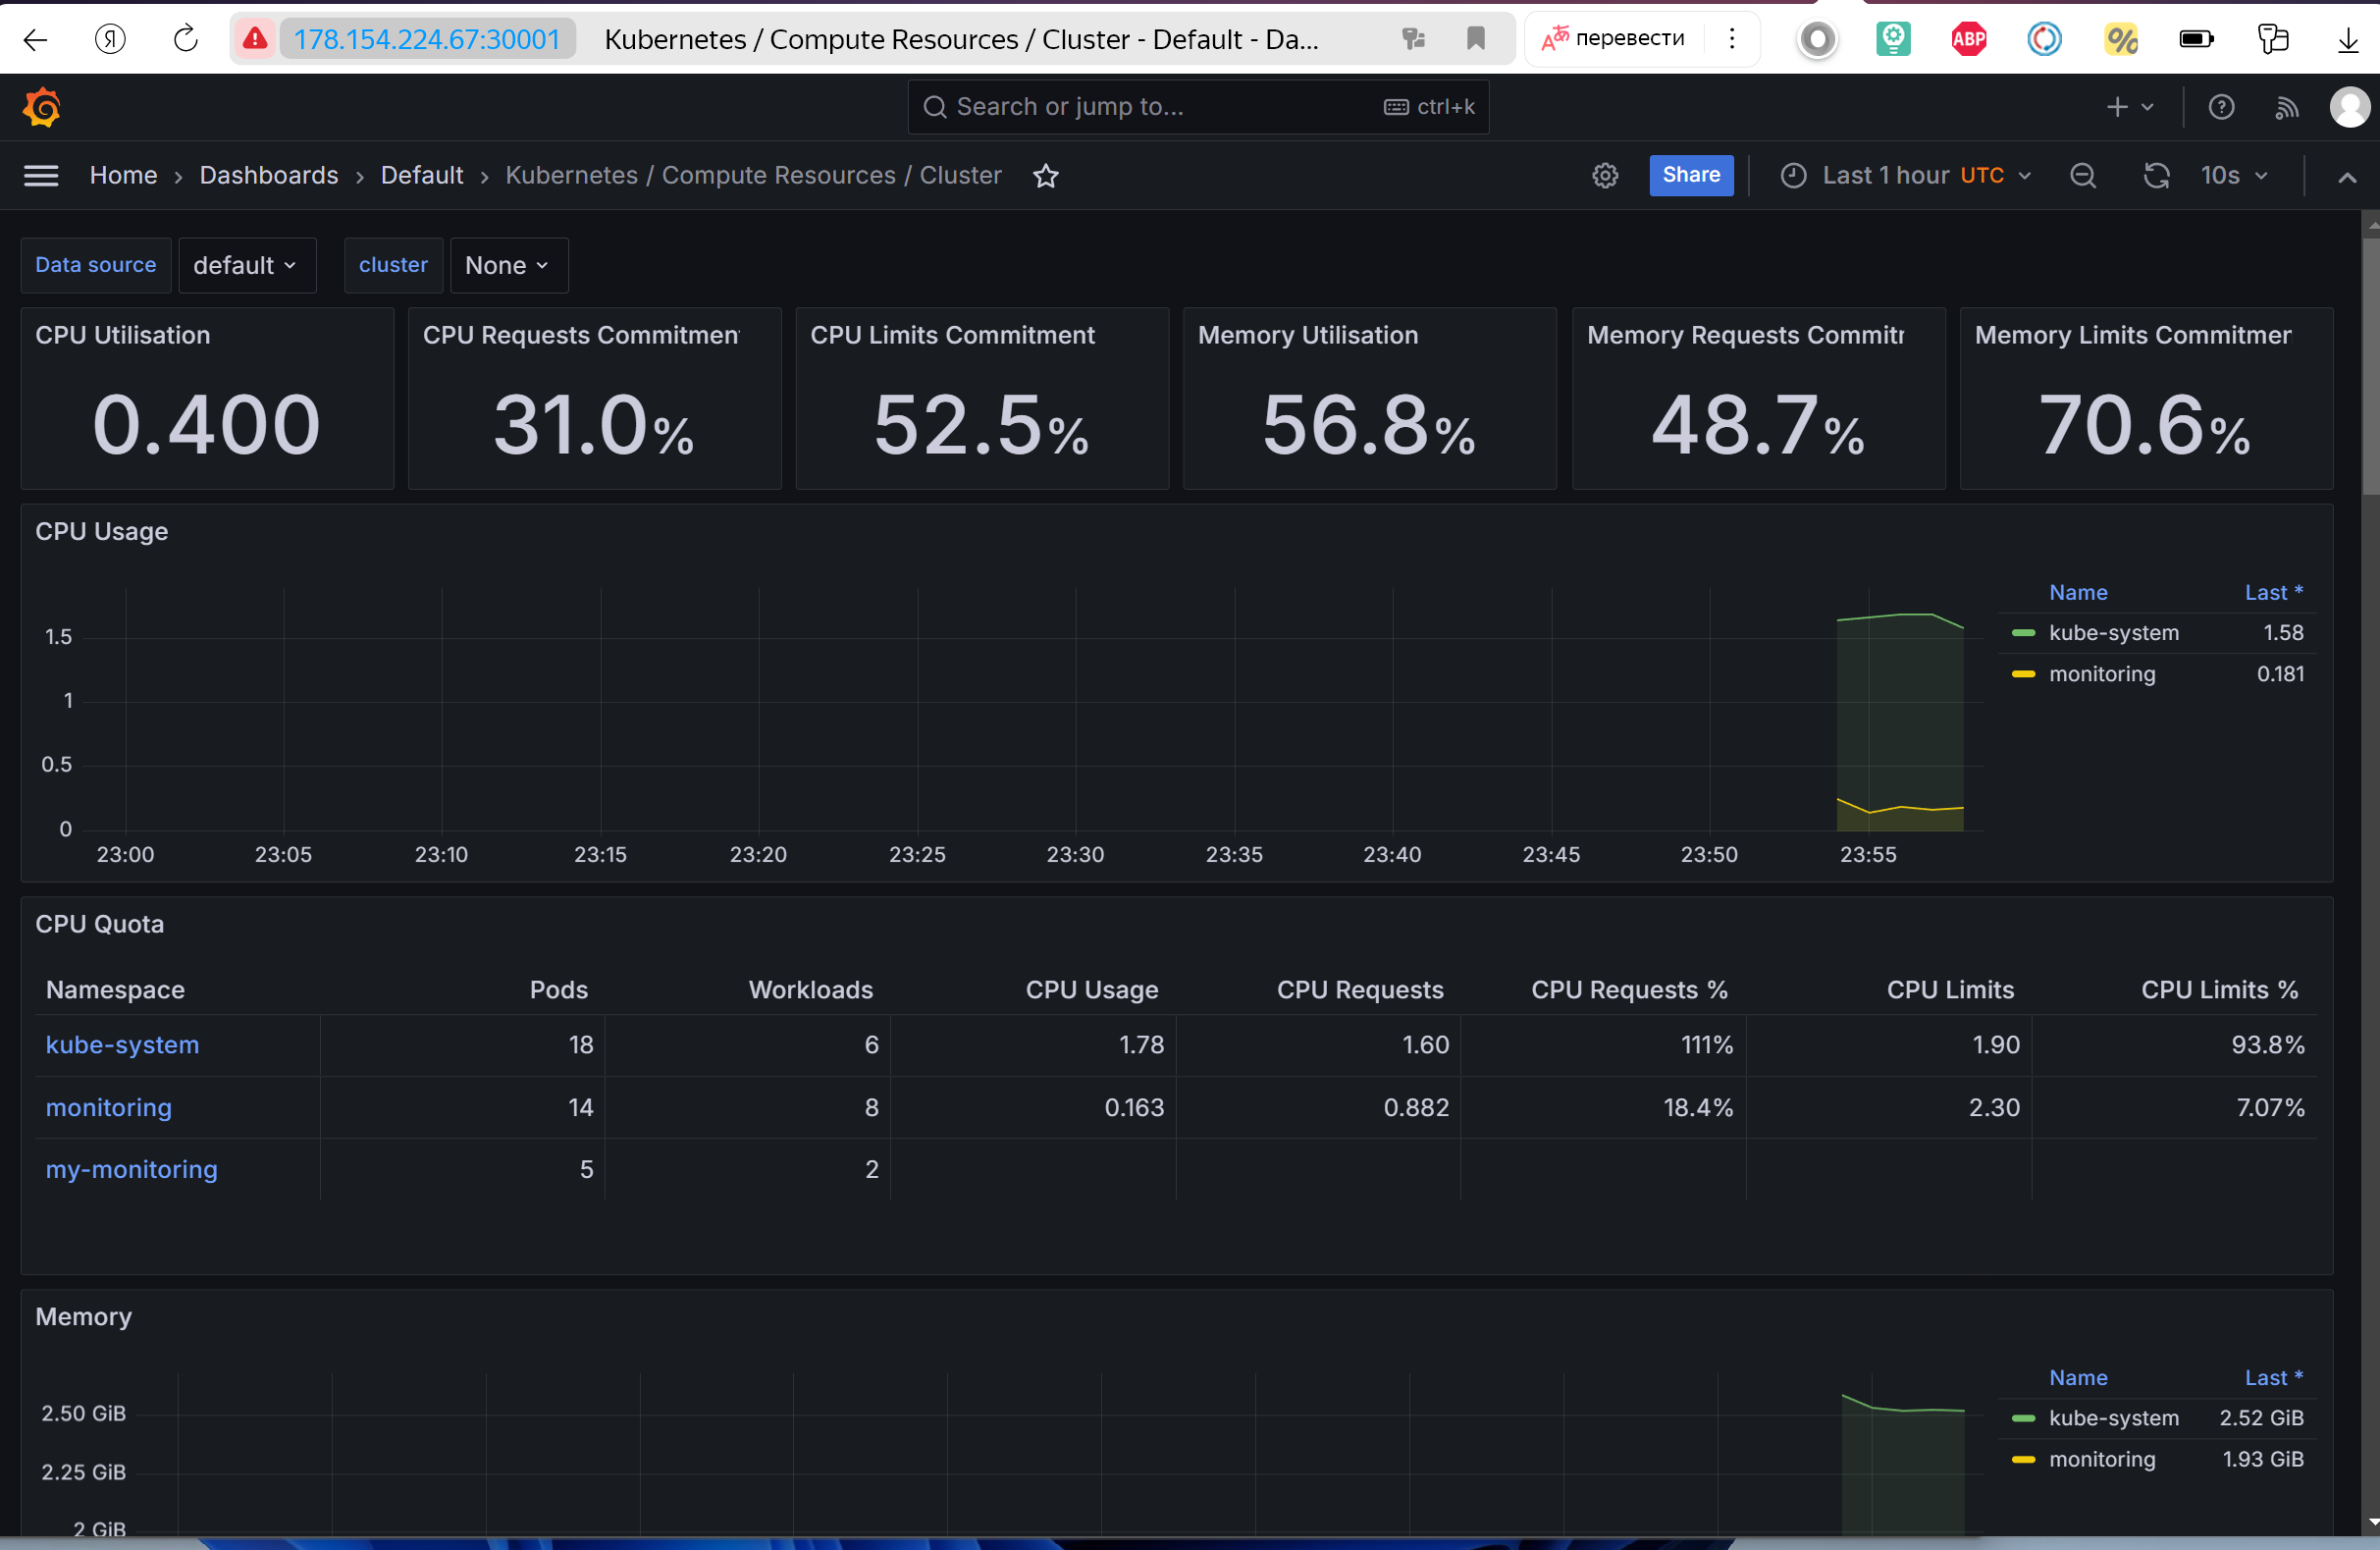 Я
178.154.224.67:30001 Kubernetes / Compute Resources / Cluster - Default - Da... перевести ABP
Search or jump to... ctrl+k
Home › Dashboards › Default › Kubernetes / Compute Resources / Cluster Share Last 1 hour UTC 10s
Data source default cluster None
CPU Utilisation CPU Requests Commitment CPU Limits Commitment Memory Utilisation Memory Requests Commitr Memory Limits Commitmer
0.400 31.0% 52.5% 56.8% 48.7% 70.6%
CPU Usage
1.5
1
0.5
0
23:00 23:05 23:10 23:15 23:20 23:25 23:30 23:35 23:40 23:45 23:50 23:55
Name Last *
kube-system 1.58
monitoring 0.181
CPU Quota
Namespace Pods Workloads CPU Usage CPU Requests CPU Requests % CPU Limits CPU Limits %
kube-system 18 6 1.78 1.60 111% 1.90 93.8%
monitoring 14 8 0.163 0.882 18.4% 2.30 7.07%
my-monitoring 5 2
Memory
2.50 GiB
2.25 GiB
2 GiB
Name Last *
kube-system 2.52 GiB
monitoring 1.93 GiB